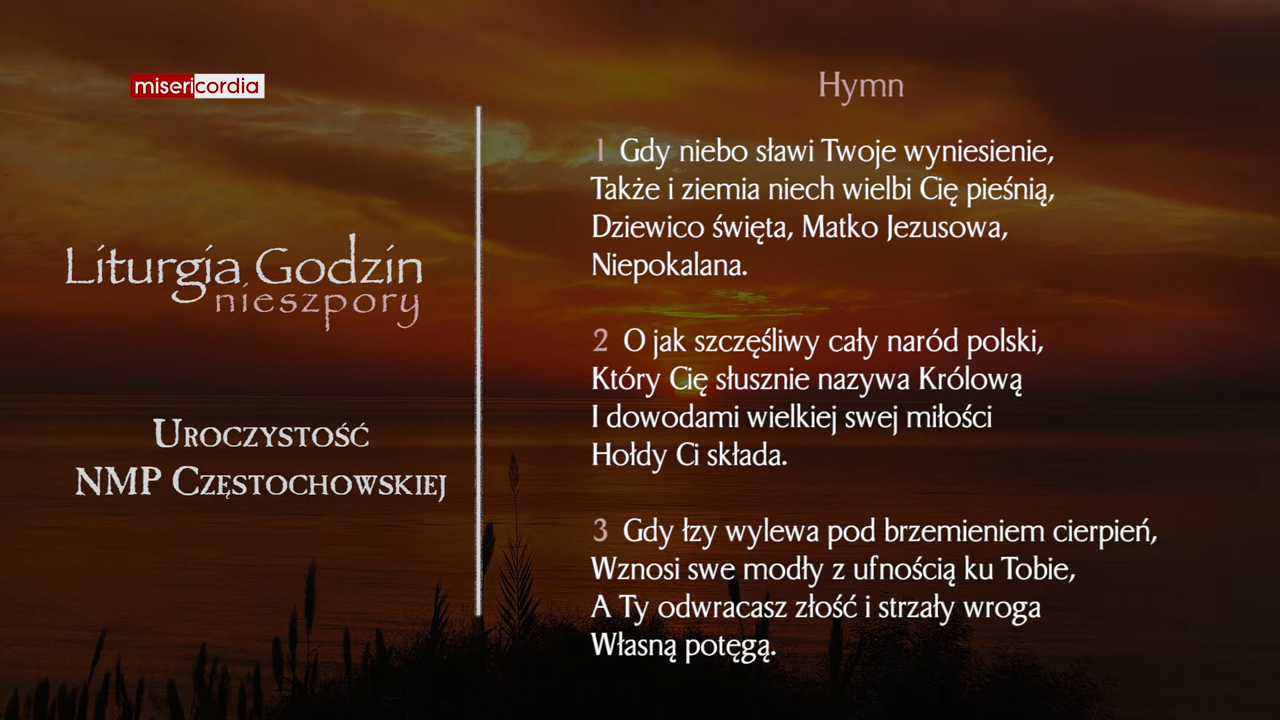 misericordia
Liturgia Godzin
nieszpory
Uroczystość
NMP Częstochowskiej
Hymn
1 Gdy niebo sławi Twoje wyniesienie,
Także i ziemia niech wielbi Cię pieśnią,
Dziewico święta, Matko Jezusowa,
Niepokalana.
2 O jak szczęśliwy cały naród polski,
Który Cię słusznie nazywa Królową
I dowodami wielkiej swej miłości
Hołdy Ci składa.
3 Gdy łzy wylewa pod brzemieniem cierpień,
Wznosi swe modły z ufnością ku Tobie,
A Ty odwracasz złość i strzały wroga
Własną potęgą.